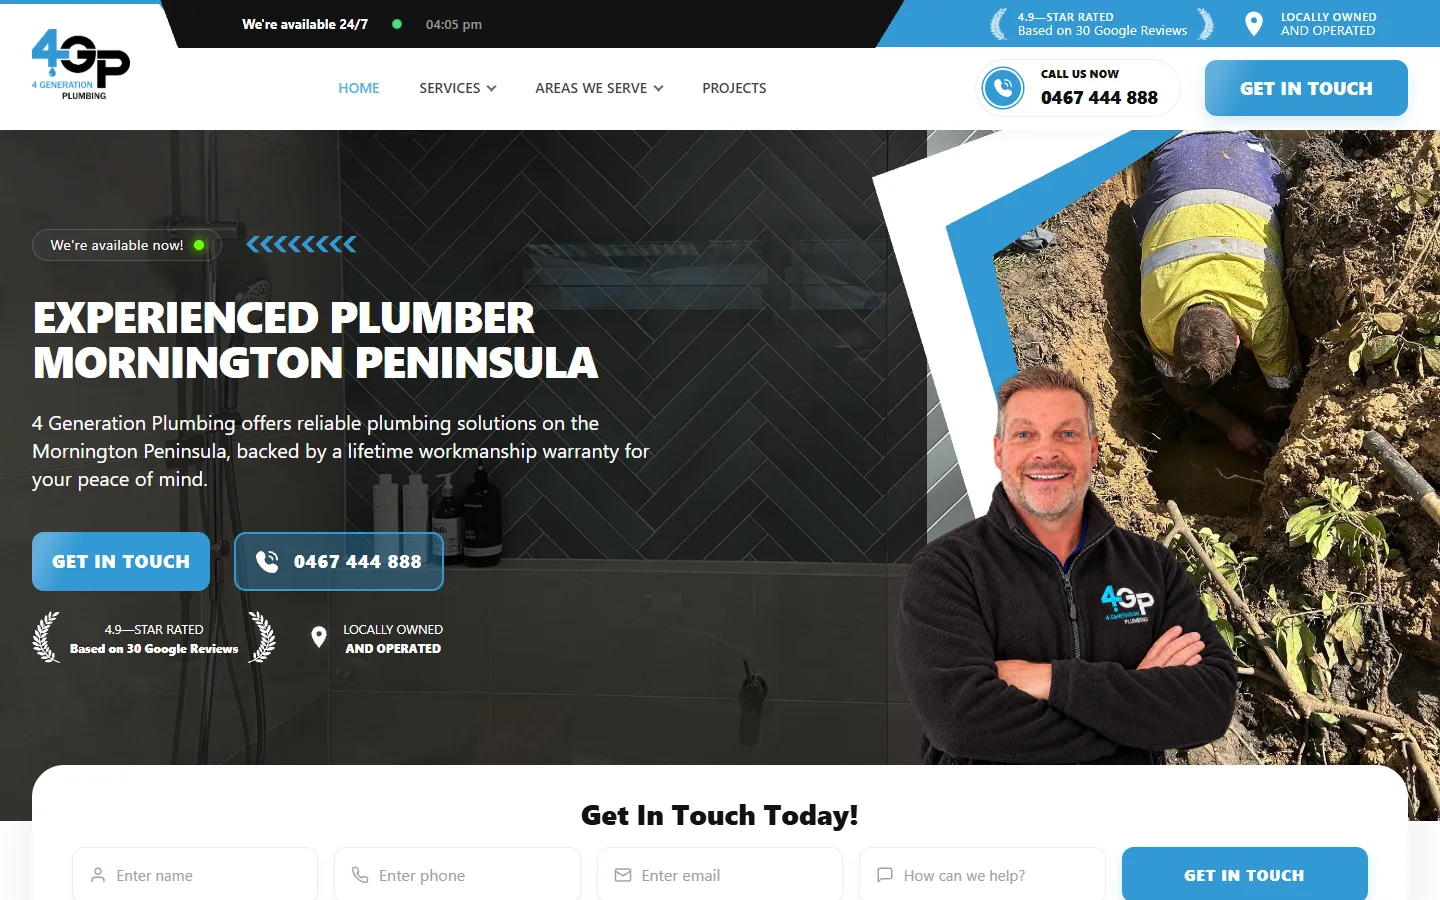 We're available 24/7
04:05 pm
4.9—STAR RATED
Based on 30 Google Reviews
LOCALLY OWNED
AND OPERATED
4GP
4 GENERATION
PLUMBING
HOME
SERVICES
AREAS WE SERVE
PROJECTS
CALL US NOW
0467 444 888
GET IN TOUCH
We're available now!
EXPERIENCED PLUMBER
MORNINGTON PENINSULA
4 Generation Plumbing offers reliable plumbing solutions on the
Mornington Peninsula, backed by a lifetime workmanship warranty for
your peace of mind.
GET IN TOUCH
0467 444 888
4.9—STAR RATED
Based on 30 Google Reviews
LOCALLY OWNED
AND OPERATED
4GP
4 GENERATION
PLUMBING
Get In Touch Today!
Enter name
Enter phone
Enter email
How can we help?
GET IN TOUCH